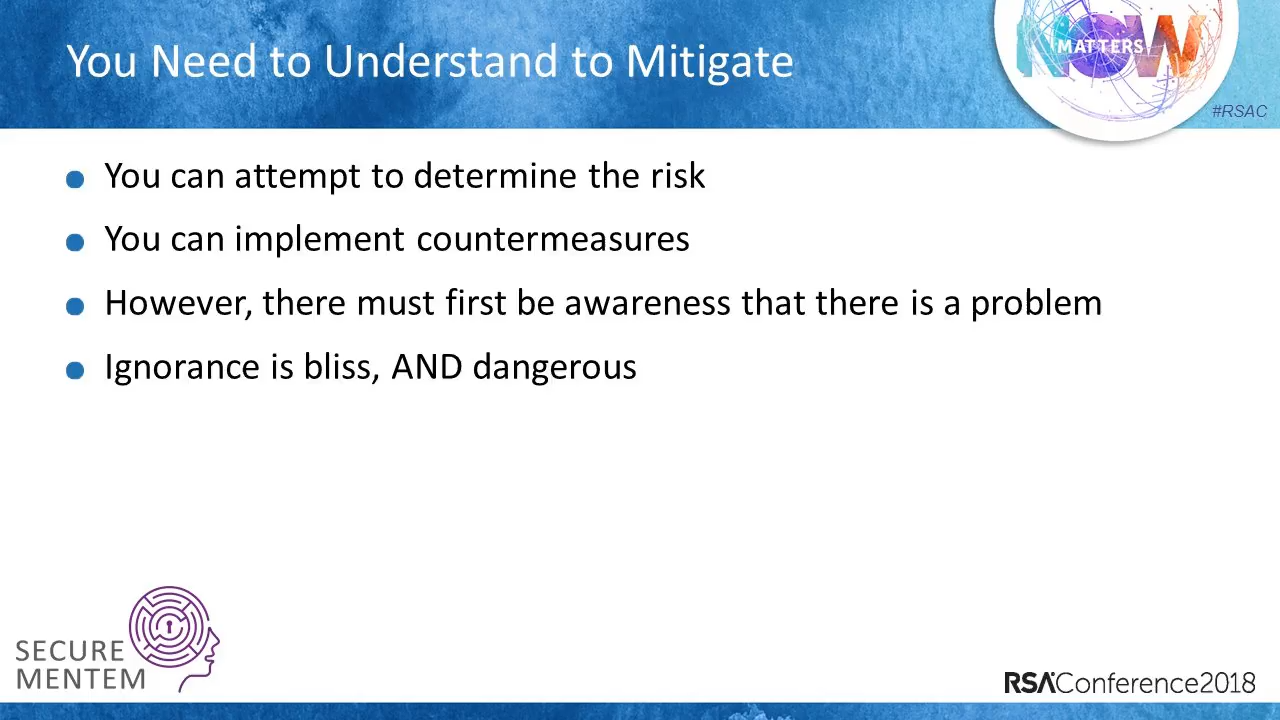 You Need to Understand to Mitigate
NOW
MATTERS
#RSAC
You can attempt to determine the risk
You can implement countermeasures
However, there must first be awareness that there is a problem
Ignorance is bliss, AND dangerous
SECURE
MENTEM
RSAConference2018